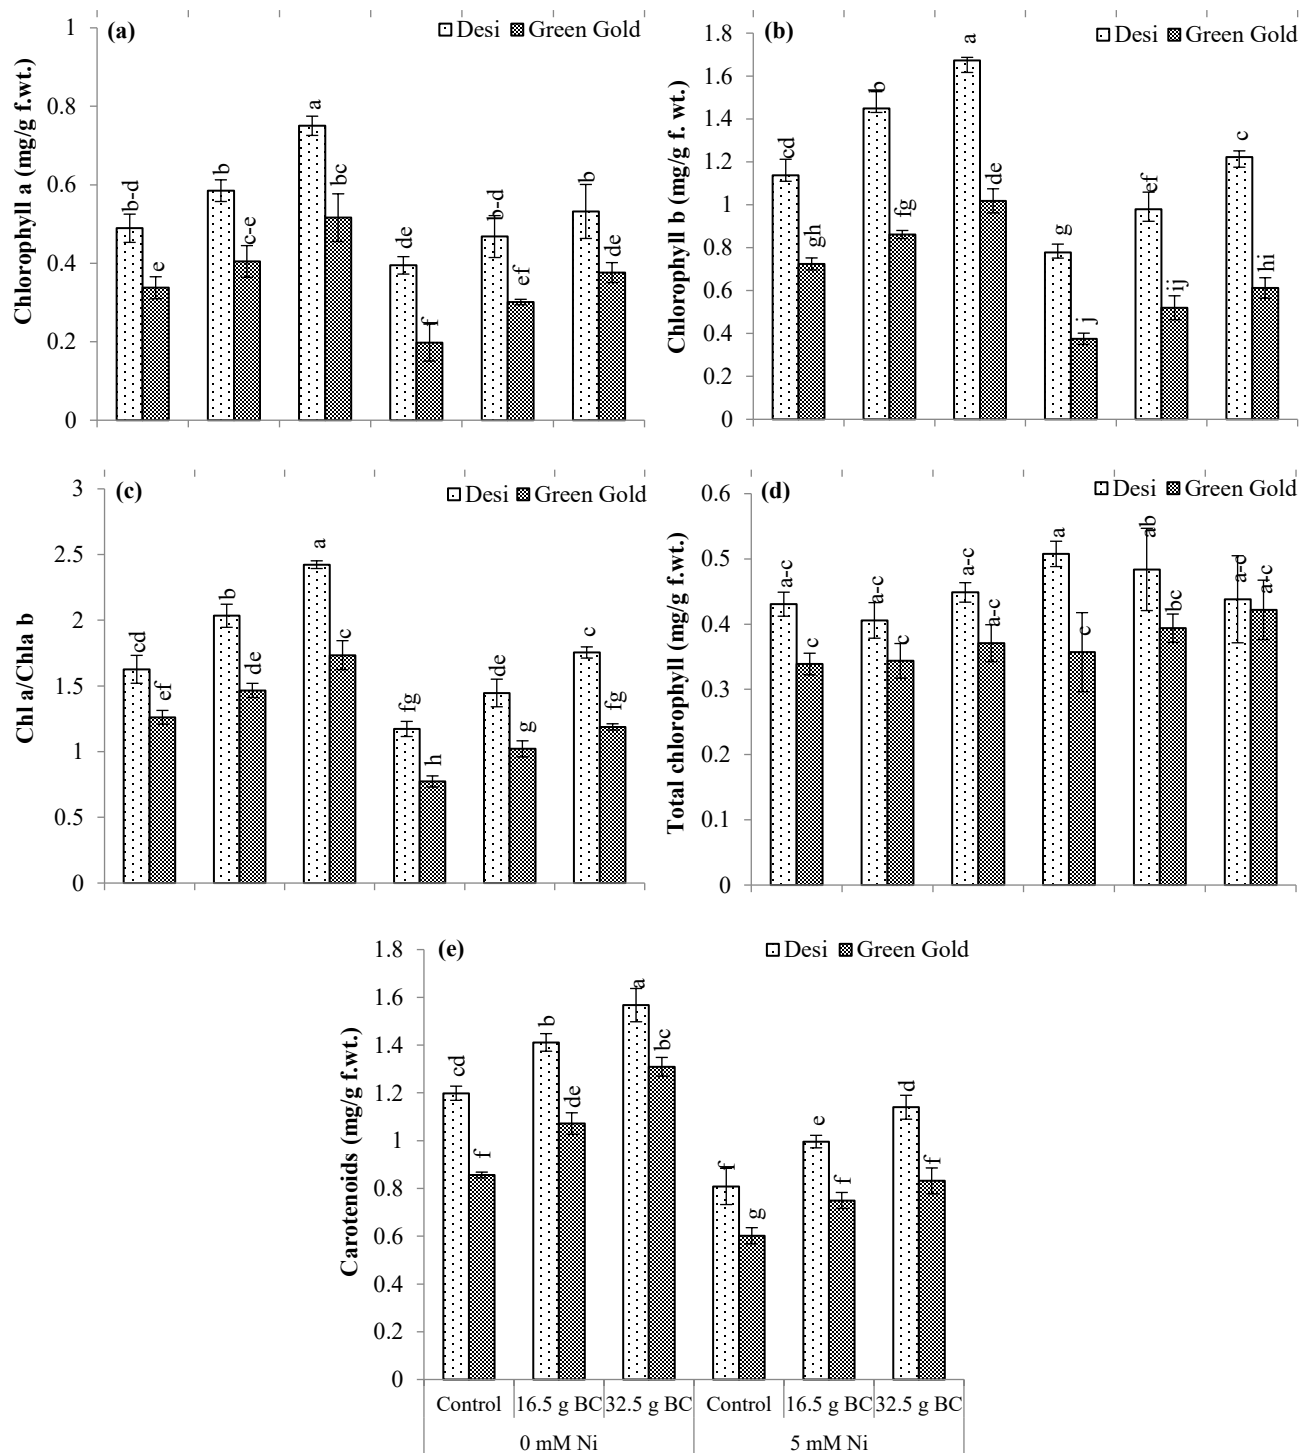 (a)
Desi
Green Gold
Chlorophyll a (mg/g f.wt.)
1
0.8
0.6
0.4
0.2
0
b-d
e
b
c-e
a
bc
de
f
b-d
ef
b
de
(b)
Desi
Green Gold
Chlorophyll b (mg/g f. wt.)
1.8
1.6
1.4
1.2
1
0.8
0.6
0.4
0.2
0
cd
gh
b
fg
a
de
g
j
ef
ij
c
hi
(c)
Desi
Green Gold
Chl a/Chla b
3
2.5
2
1.5
1
0.5
0
cd
ef
b
de
a
c
fg
h
de
g
c
fg
(d)
Desi
Green Gold
Total chlorophyll (mg/g f.wt.)
0.6
0.5
0.4
0.3
0.2
0.1
0
a-c
c
a-c
c
a-c
a-c
a
c
ab
bc
a-c
a-c
(e)
Desi
Green Gold
Carotenoids (mg/g f.wt.)
1.8
1.6
1.4
1.2
1
0.8
0.6
0.4
0.2
0
cd
f
b
de
a
bc
f
g
e
f
d
f
Control
16.5 g BC
32.5 g BC
Control
16.5 g BC
32.5 g BC
0 mM Ni
5 mM Ni